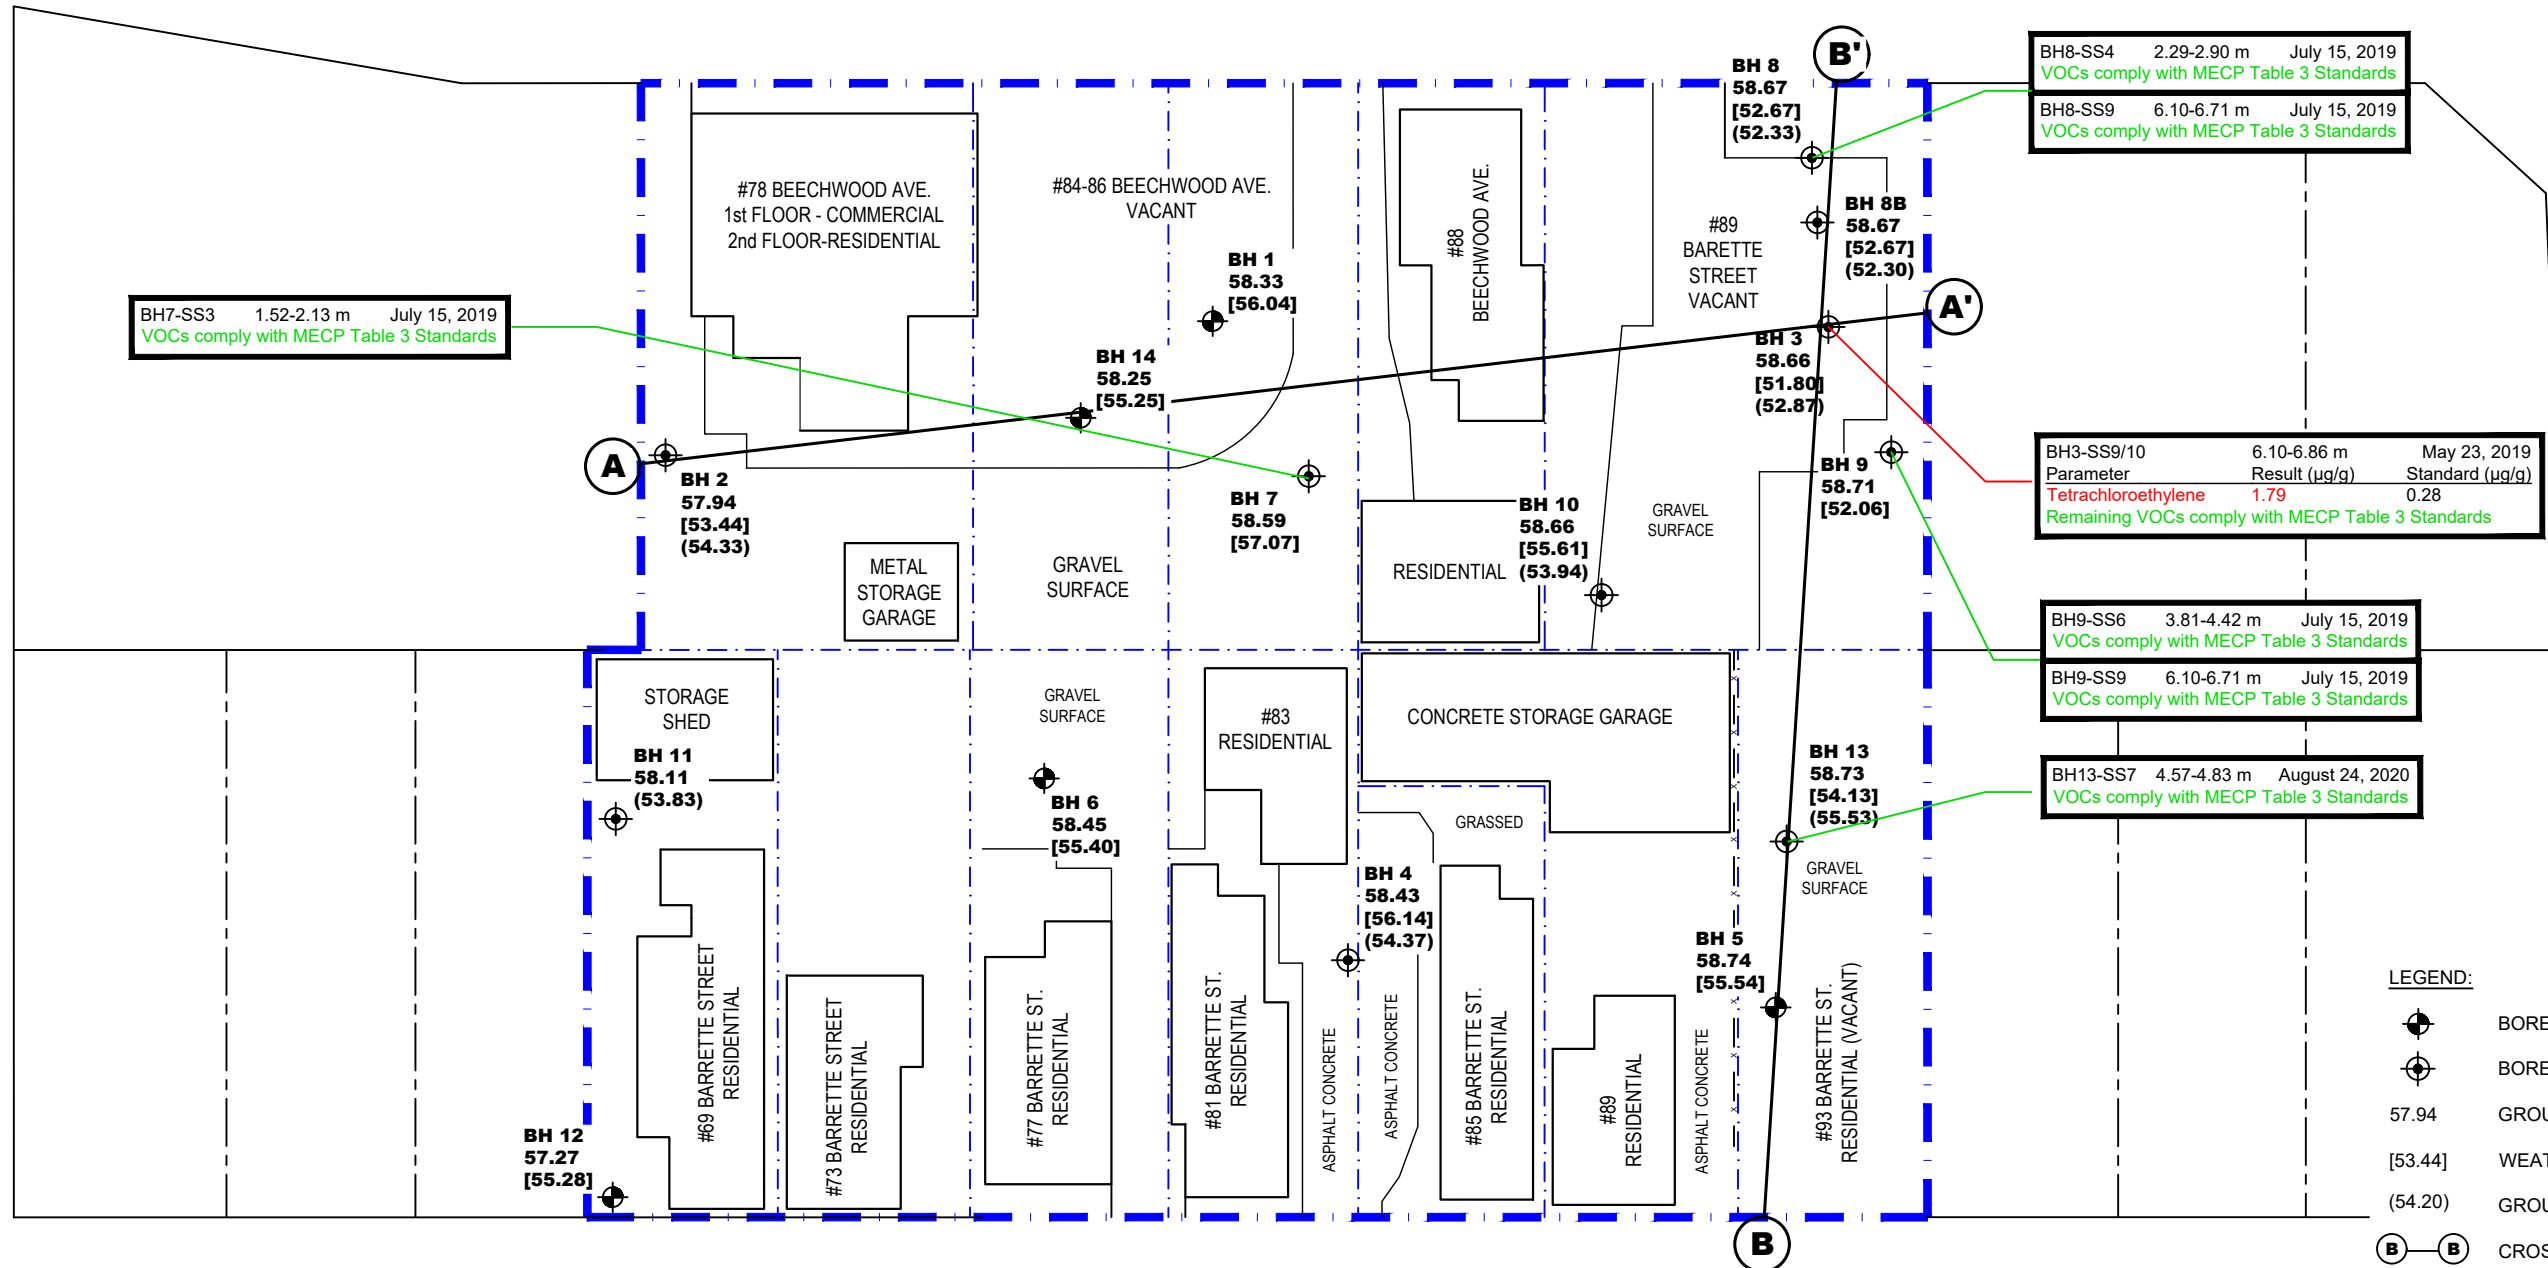 B'
BH8-SS4 2.29-2.90 m July 15, 2019
VOCs comply with MECP Table 3 Standards
BH8-SS9 6.10-6.71 m July 15, 2019
VOCs comply with MECP Table 3 Standards
BH 8
58.67
[52.67]
(52.33)
#78 BEECHWOOD AVE.
1st FLOOR - COMMERCIAL
2nd FLOOR-RESIDENTIAL
#84-86 BEECHWOOD AVE.
VACANT
#88
BEECHWOOD AVE.
#89
BARETTE
STREET
VACANT
BH 8B
58.67
[52.67]
(52.30)
BH 1
58.33
[56.04]
A'
BH7-SS3 1.52-2.13 m July 15, 2019
VOCs comply with MECP Table 3 Standards
BH 14
58.25
[55.25]
BH 3
58.66
[51.80]
(52.87)
A
BH 2
57.94
[53.44]
(54.33)
BH 7
58.59
[57.07]
BH 10
58.66
[55.61]
(53.94)
GRAVEL
SURFACE
BH 9
58.71
[52.06]
BH3-SS9/10 6.10-6.86 m May 23, 2019
Parameter Result (µg/g) Standard (µg/g)
Tetrachloroethylene 1.79 0.28
Remaining VOCs comply with MECP Table 3 Standards
METAL
STORAGE
GARAGE
GRAVEL
SURFACE
RESIDENTIAL
BH9-SS6 3.81-4.42 m July 15, 2019
VOCs comply with MECP Table 3 Standards
BH9-SS9 6.10-6.71 m July 15, 2019
VOCs comply with MECP Table 3 Standards
STORAGE
SHED
GRAVEL
SURFACE
#83
RESIDENTIAL
CONCRETE STORAGE GARAGE
BH 11
58.11
(53.83)
BH 6
58.45
[55.40]
GRASSED
BH 13
58.73
[54.13]
(55.53)
BH13-SS7 4.57-4.83 m August 24, 2020
VOCs comply with MECP Table 3 Standards
GRAVEL
SURFACE
BH 4
58.43
[56.14]
(54.37)
BH 5
58.74
[55.54]
#69 BARRETTE STREET
RESIDENTIAL
#73 BARRETTE STREET
RESIDENTIAL
#77 BARRETTE ST.
RESIDENTIAL
#81 BARRETTE ST.
RESIDENTIAL
ASPHALT CONCRETE
ASPHALT CONCRETE
#85 BARRETTE ST.
RESIDENTIAL
#89
RESIDENTIAL
ASPHALT CONCRETE
#93 BARRETTE ST.
RESIDENTIAL (VACANT)
BH 12
57.27
[55.28]
B
LEGEND:
BORE
BORE
57.94 GROU
[53.44] WEAT
(54.20) GROU
B B CROS